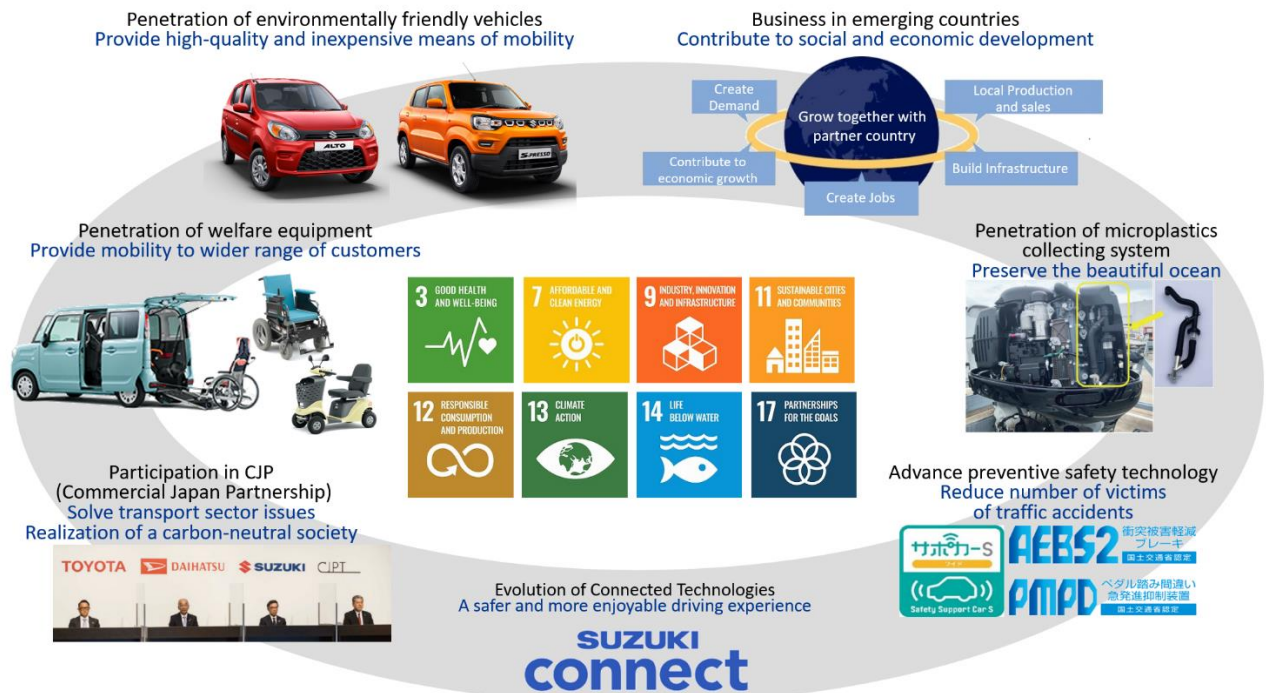 Penetration of environmentally friendly vehicles
Provide high-quality and inexpensive means of mobility
ALTO
S-PRESSO
Business in emerging countries
Contribute to social and economic development
Create
Demand
Local Production
and sales
Grow together with
partner country
Contribute to
economic growth
Build Infrastructure
Create Jobs
Penetration of welfare equipment
Provide mobility to wider range of customers
Penetration of microplastics
collecting system
Preserve the beautiful ocean
3 GOOD HEALTH
AND WELL-BEING
7 AFFORDABLE AND
CLEAN ENERGY
9 INDUSTRY, INNOVATION
AND INFRASTRUCTURE
11 SUSTAINABLE CITIES
AND COMMUNITIES
12 RESPONSIBLE
CONSUMPTION
AND PRODUCTION
13 CLIMATE
ACTION
14 LIFE
BELOW WATER
17 PARTNERSHIPS
FOR THE GOALS
Participation in CJP
(Commercial Japan Partnership)
Solve transport sector issues
Realization of a carbon-neutral society
TOYOTA DAIHATSU SUZUKI CJPT
Advance preventive safety technology
Reduce number of victims
of traffic accidents
サポカーS
ワイド
Safety Support Car S
AEBS2 衝突被害軽減
ブレーキ
国土交通省認定
PMPD ペダル踏み間違い
急発進抑制装置
国土交通省認定
Evolution of Connected Technologies
A safer and more enjoyable driving experience
SUZUKI
connect